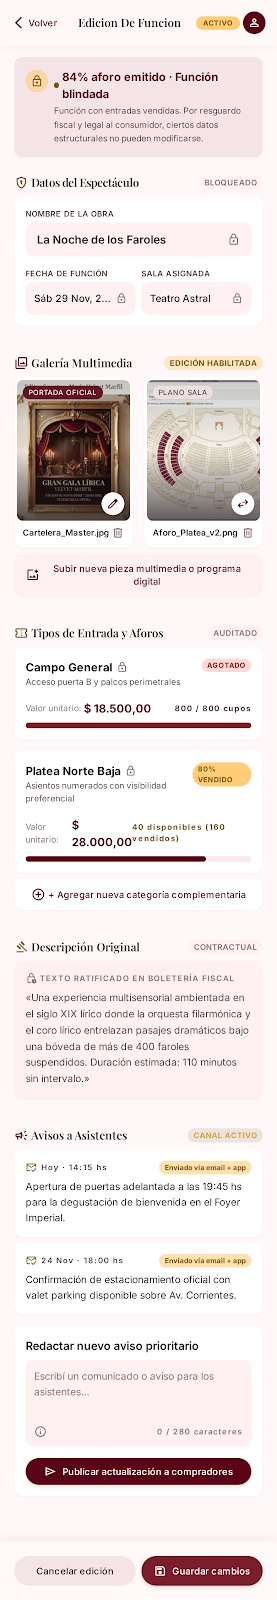 Volver
Edicion De Funcion
ACTIVO
84% aforo emitido · Función
blindada
Función con entradas vendidas. Por resguardo
fiscal y legal al consumidor, ciertos datos
estructurales no pueden modificarse.
Datos del Espectáculo
BLOQUEADO
NOMBRE DE LA OBRA
La Noche de los Faroles
FECHA DE FUNCIÓN
SALA ASIGNADA
Sáb 29 Nov, 2...
Teatro Astral
Galería Multimedia
EDICIÓN HABILITADA
PORTADA OFICIAL
GRAN GALA LÍRICA
VELVET MARFIL
PLANO SALA
Cartelera_Master.jpg
Aforo_Platea_v2.png
Subir nueva pieza multimedia o programa
digital
Tipos de Entrada y Aforos
AUDITADO
Campo General
AGOTADO
Acceso puerta B y palcos perimetrales
Valor unitario: $ 18.500,00
800 / 800 cupos
Platea Norte Baja
80%
VENDIDO
Asientos numerados con visibilidad
preferencial
Valor
unitario:
$
28.000,00
40 disponibles (160
vendidos)
+ Agregar nueva categoría complementaria
Descripción Original
CONTRACTUAL
TEXTO RATIFICADO EN BOLETERÍA FISCAL
«Una experiencia multisensorial ambientada en
el siglo XIX lírico donde la orquesta filarmónica y
el coro lírico entrelazan pasajes dramáticos bajo
una bóveda de más de 400 faroles
suspendidos. Duración estimada: 110 minutos
sin intervalo.»
Avisos a Asistentes
CANAL ACTIVO
Hoy · 14:15 hs
Enviado vía email + app
Apertura de puertas adelantada a las 19:45 hs
para la degustación de bienvenida en el Foyer
Imperial.
24 Nov · 18:00 hs
Enviado vía email + app
Confirmación de estacionamiento oficial con
valet parking disponible sobre Av. Corrientes.
Redactar nuevo aviso prioritario
Escribí un comunicado o aviso para los
asistentes...
0 / 280 caracteres
Publicar actualización a compradores
Cancelar edición
Guardar cambios